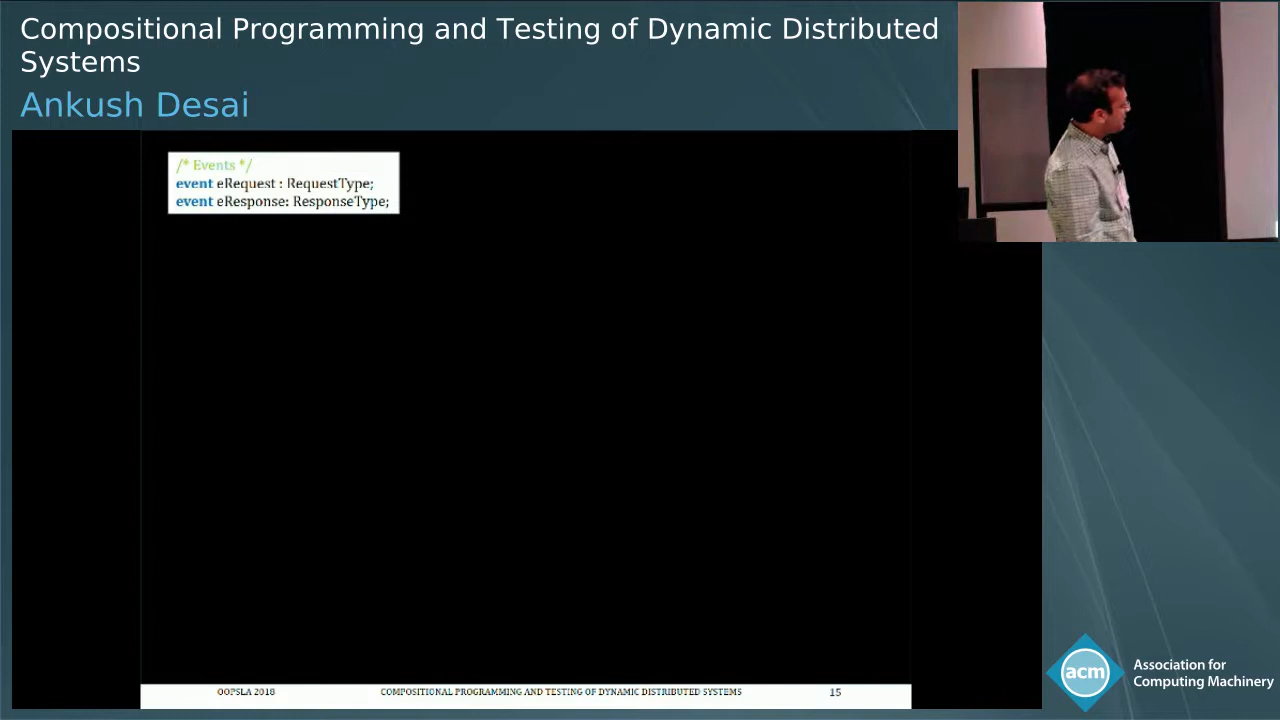 Compositional Programming and Testing of Dynamic Distributed
Systems
Ankush Desai
/* Events */
event eRequest : RequestType;
event eResponse: ResponseType;
OOPSLA 2018 COMPOSITIONAL PROGRAMMING AND TESTING OF DYNAMIC DISTRIBUTED SYSTEMS 15
acm
Association for
Computing Machinery